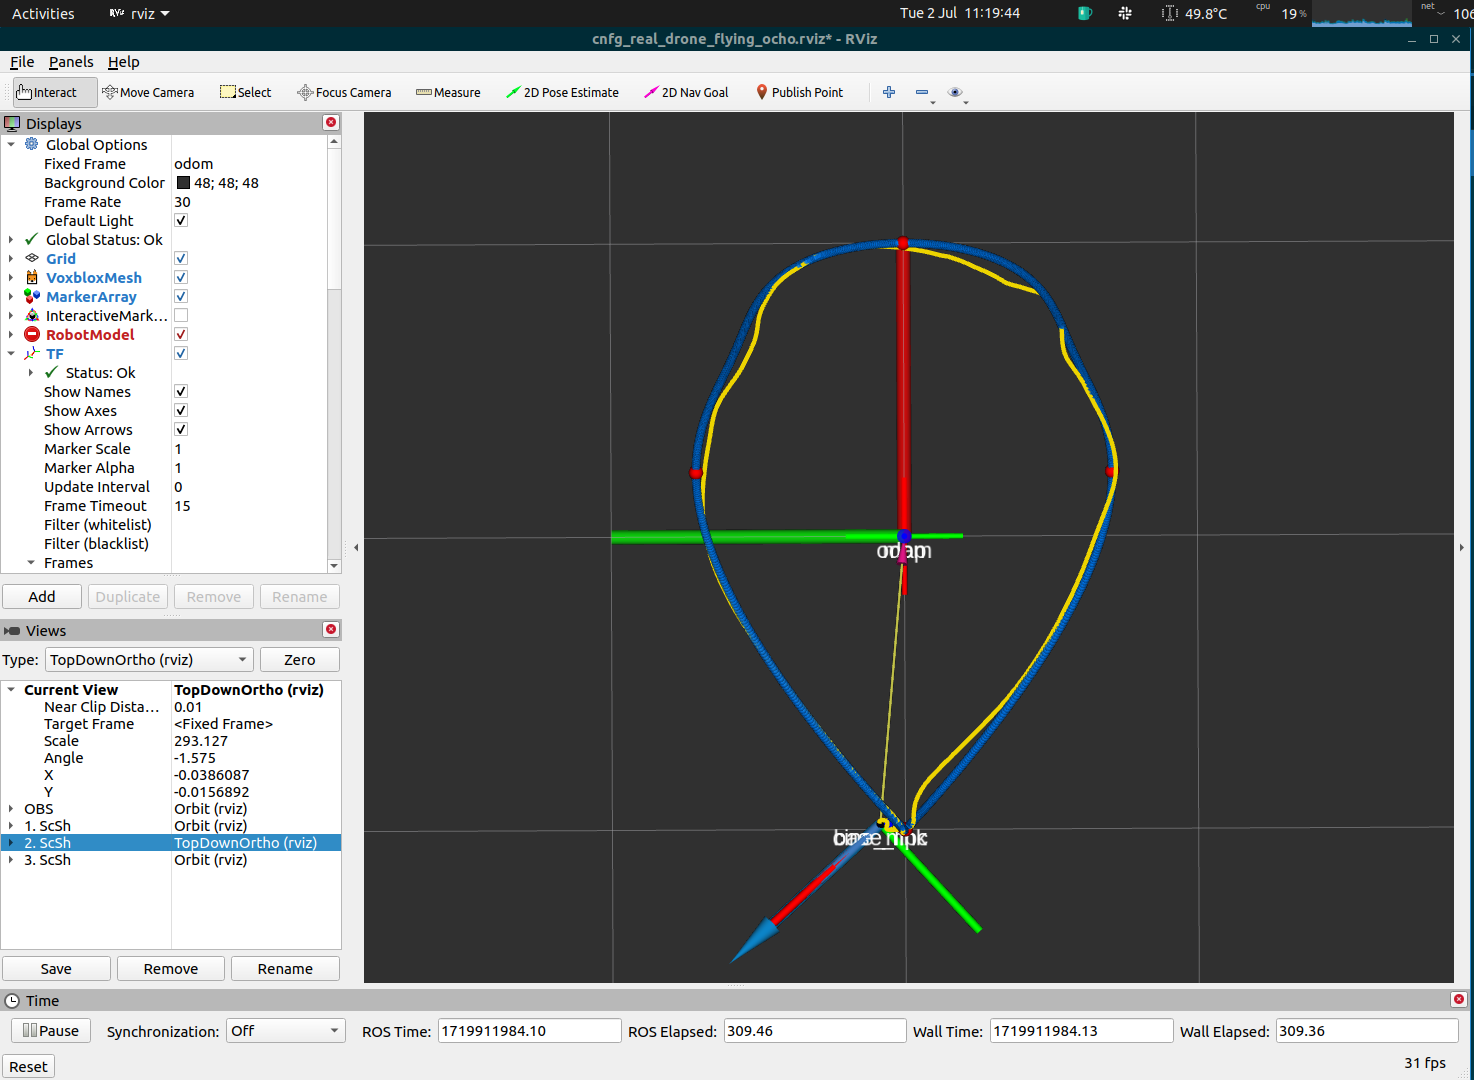 Activities rviz Tue 2 Jul 11:19:44 49.8°C cpu 19% net
cnfg_real_drone_flying_ocho.rviz* - RViz
File Panels Help
Interact Move Camera Select Focus Camera Measure 2D Pose Estimate 2D Nav Goal Publish Point
Displays
Global Options
Fixed Frame odom
Background Color 48; 48; 48
Frame Rate 30
Default Light
Global Status: Ok
Grid
VoxbloxMesh
MarkerArray
InteractiveMark...
RobotModel
TF
Status: Ok
Show Names
Show Axes
Show Arrows
Marker Scale 1
Marker Alpha 1
Update Interval 0
Frame Timeout 15
Filter (whitelist)
Filter (blacklist)
Frames
Add Duplicate Remove Rename
Views
Type: TopDownOrtho (rviz) Zero
Current View TopDownOrtho (rviz)
Near Clip Dista... 0.01
Target Frame <Fixed Frame>
Scale 293.127
Angle -1.575
X -0.0386087
Y -0.0156892
OBS Orbit (rviz)
1. ScSh Orbit (rviz)
2. ScSh TopDownOrtho (rviz)
3. ScSh Orbit (rviz)
Save Remove Rename
Time
Pause Synchronization: Off ROS Time: 1719911984.10 ROS Elapsed: 309.46 Wall Time: 1719911984.13 Wall Elapsed: 309.36
Reset 31 fps